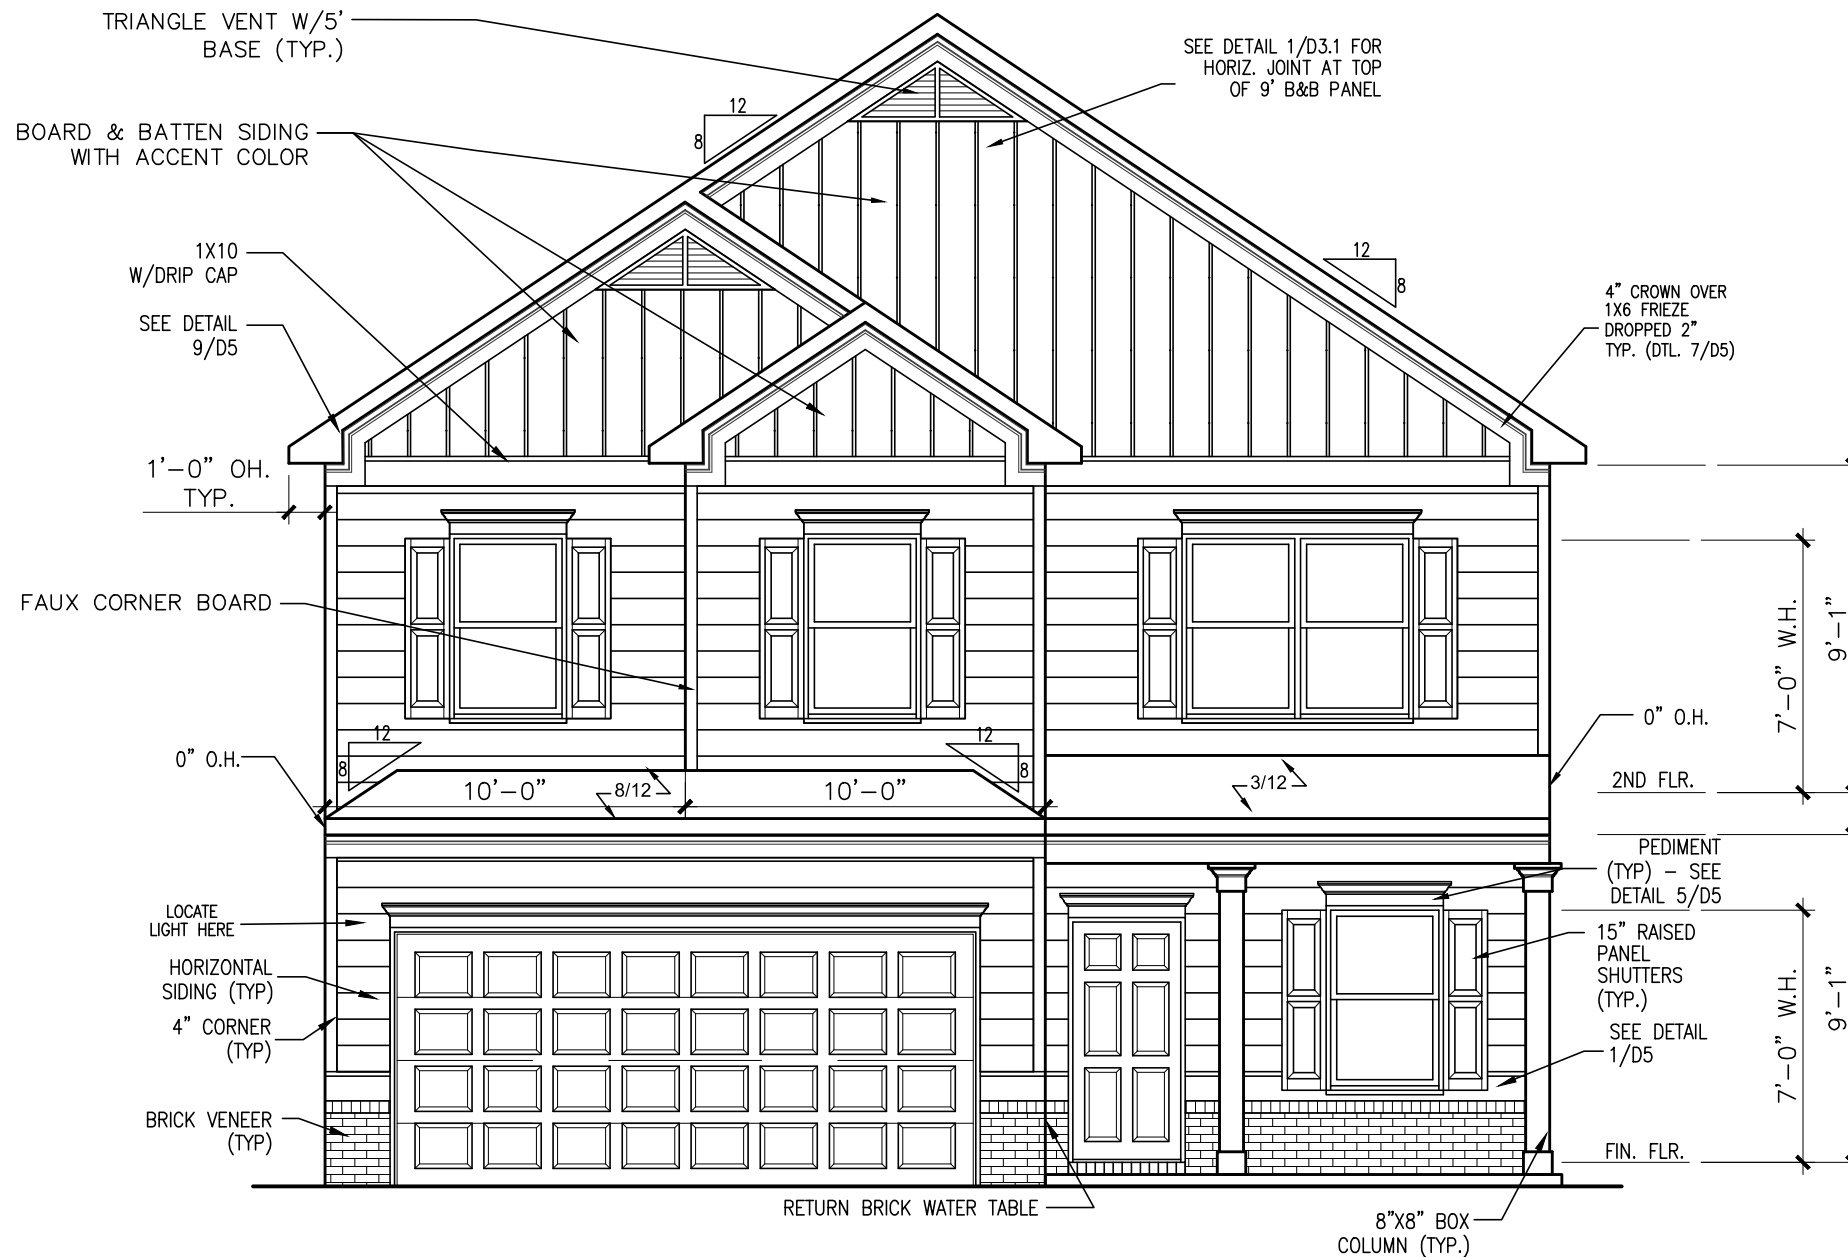 TRIANGLE VENT W/5'
BASE (TYP.)
SEE DETAIL 1/D3.1 FOR
HORIZ. JOINT AT TOP
OF 9' B&B PANEL
12
8
BOARD & BATTEN SIDING
WITH ACCENT COLOR
1X10
W/DRIP CAP
12
8
SEE DETAIL
9/D5
4" CROWN OVER
1X6 FRIEZE
DROPPED 2"
TYP. (DTL. 7/D5)
1'-0" OH.
TYP.
FAUX CORNER BOARD
7'-0" W.H.
9'-1"
0" O.H.
0" O.H.
12
8
12
8
10'-0"
8/12
10'-0"
3/12
2ND FLR.
PEDIMENT
(TYP) - SEE
DETAIL 5/D5
LOCATE
LIGHT HERE
15" RAISED
PANEL
SHUTTERS
(TYP.)
HORIZONTAL
SIDING (TYP)
4" CORNER
(TYP)
SEE DETAIL
1/D5
7'-0" W.H.
9'-1"
BRICK VENEER
(TYP)
FIN. FLR.
RETURN BRICK WATER TABLE
8"X8" BOX
COLUMN (TYP.)